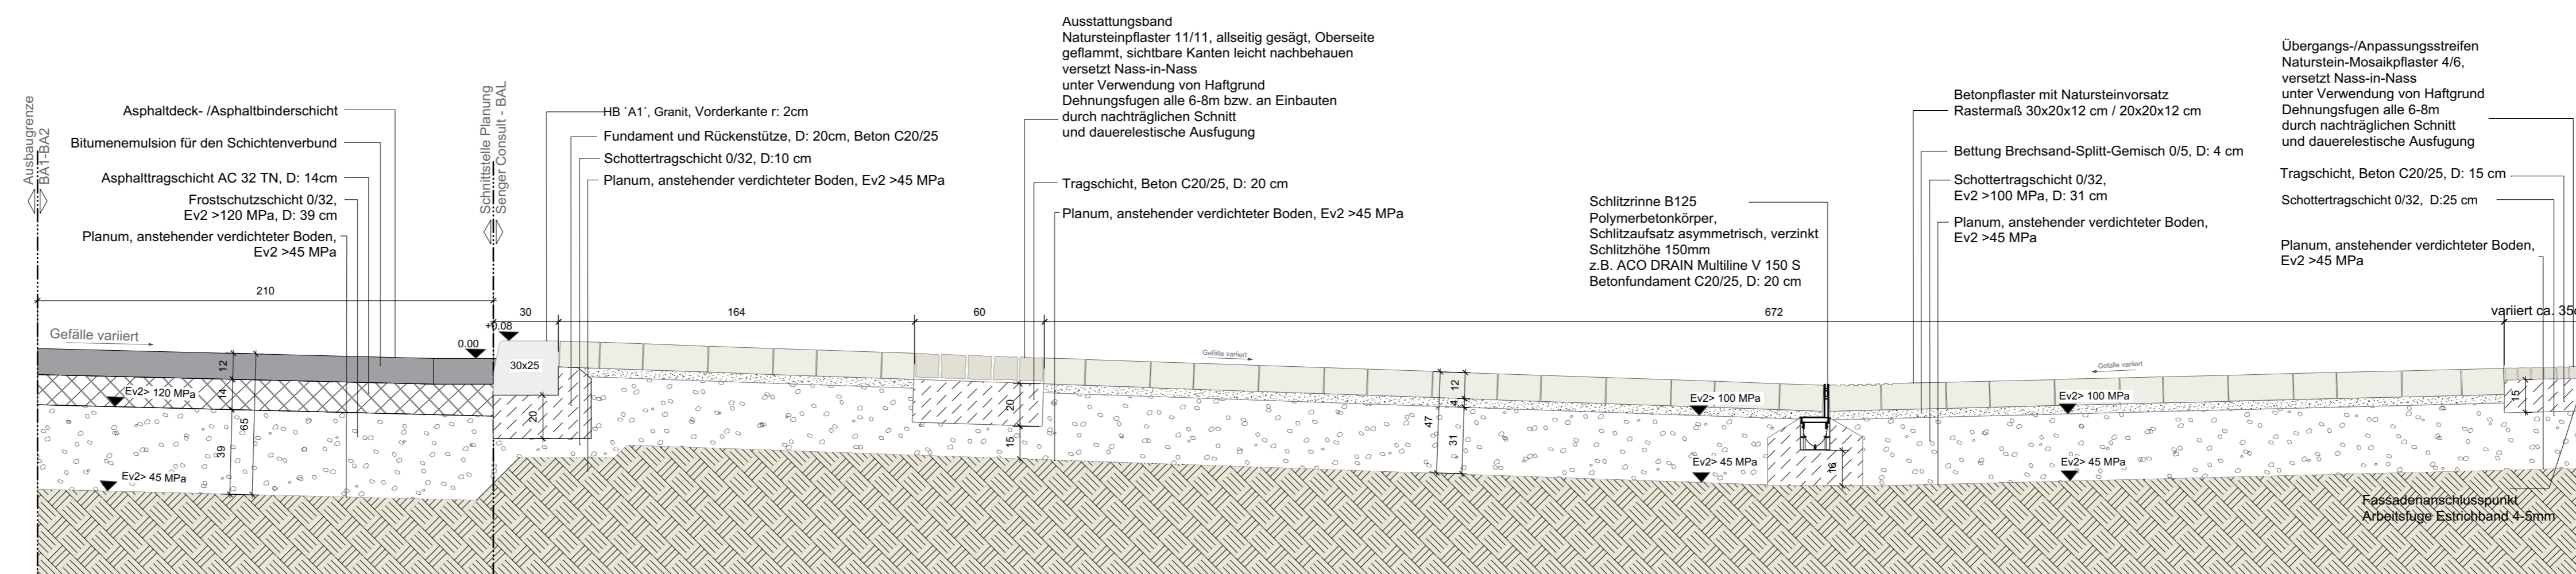 Ausbaugrenze
BA1-BA2
Asphaltdeck- /Asphaltbinderschicht
Bitumenemulsion für den Schichtenverbund
Asphalttragschicht AC 32 TN, D: 14cm
Frostschutzschicht 0/32,
Ev2 >120 MPa, D: 39 cm
Planum, anstehender verdichteter Boden,
Ev2 >45 MPa
Schnittstelle Planung
Senger Consult - BAL
HB `A1´, Granit, Vorderkante r: 2cm
Fundament und Rückenstütze, D: 20cm, Beton C20/25
Schottertragschicht 0/32, D:10 cm
Planum, anstehender verdichteter Boden, Ev2 >45 MPa
Ausstattungsband
Natursteinpflaster 11/11, allseitig gesägt, Oberseite
geflammt, sichtbare Kanten leicht nachbehauen
versetzt Nass-in-Nass
unter Verwendung von Haftgrund
Dehnungsfugen alle 6-8m bzw. an Einbauten
durch nachträglichen Schnitt
und dauerelestische Ausfugung
Tragschicht, Beton C20/25, D: 20 cm
Planum, anstehender verdichteter Boden, Ev2 >45 MPa
Schlitzrinne B125
Polymerbetonkörper,
Schlitzaufsatz asymmetrisch, verzinkt
Schlitzhöhe 150mm
z.B. ACO DRAIN Multiline V 150 S
Betonfundament C20/25, D: 20 cm
Betonpflaster mit Natursteinvorsatz
Rastermaß 30x20x12 cm / 20x20x12 cm
Bettung Brechsand-Splitt-Gemisch 0/5, D: 4 cm
Schottertragschicht 0/32,
Ev2 >100 MPa, D: 31 cm
Planum, anstehender verdichteter Boden,
Ev2 >45 MPa
Übergangs-/Anpassungsstreifen
Naturstein-Mosaikpflaster 4/6,
versetzt Nass-in-Nass
unter Verwendung von Haftgrund
Dehnungsfugen alle 6-8m
durch nachträglichen Schnitt
und dauerelestische Ausfugung
Tragschicht, Beton C20/25, D: 15 cm
Schottertragschicht 0/32, D:25 cm
Planum, anstehender verdichteter Boden,
Ev2 >45 MPa
210
30
164
60
672
variiert ca. 35
Gefälle variiert
0.00
+0.08
30x25
Gefälle variiert
Gefälle variiert
12
14
39
65
20
20
15
12
4
31
47
16
15
Ev2> 120 MPa
Ev2> 45 MPa
Ev2> 100 MPa
Ev2> 45 MPa
Ev2> 100 MPa
Ev2> 45 MPa
Fassadenanschlusspunkt
Arbeitsfuge Estrichband 4-5mm